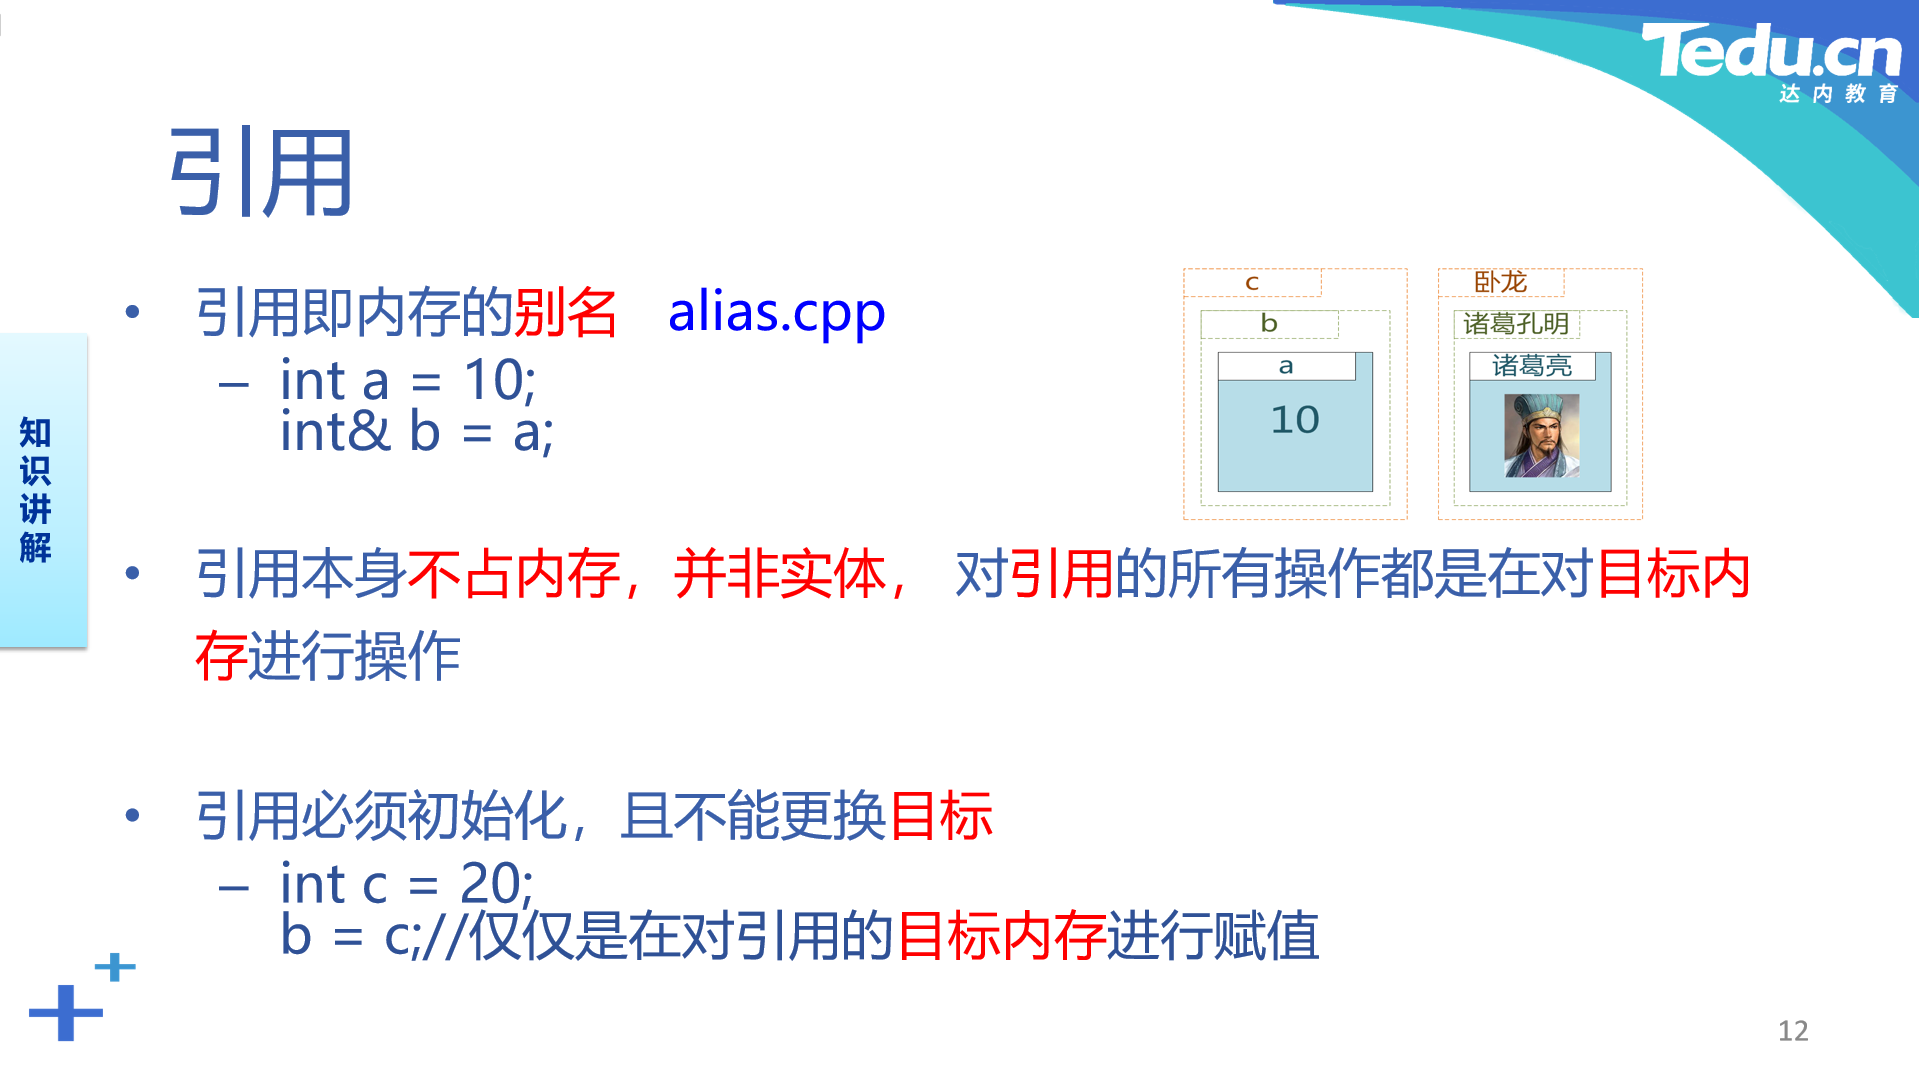 Tedu.cn
达内教育
引用
• 引用即内存的别名 alias.cpp
– int a = 10;
int& b = a;
c
b
a
10
卧龙
诸葛孔明
诸葛亮
知识讲解
• 引用本身不占内存，并非实体， 对引用的所有操作都是在对目标内
存进行操作
• 引用必须初始化，且不能更换目标
– int c = 20;
b = c;//仅仅是在对引用的目标内存进行赋值
12